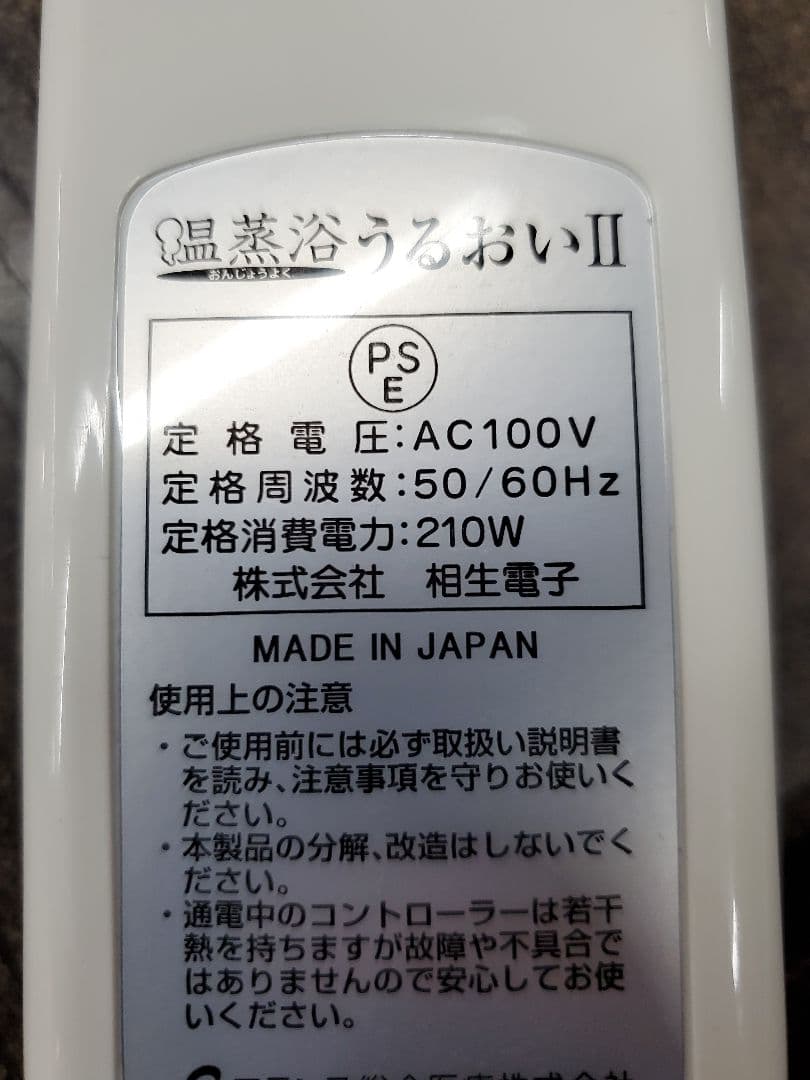 温蒸浴うるおいII
おんじょうよく
PS
E
定格電圧:AC100V
定格周波数:50/60Hz
定格消費電力:210W
株式会社 相生電子
MADE IN JAPAN
使用上の注意
・ご使用前には必ず取扱い説明書
を読み、注意事項を守りお使いく
ださい。
・本製品の分解、改造はしないでく
ださい。
・通電中のコントローラーは若干
熱を持ちますが故障や不具合で
はありませんので安心してお使
いください。